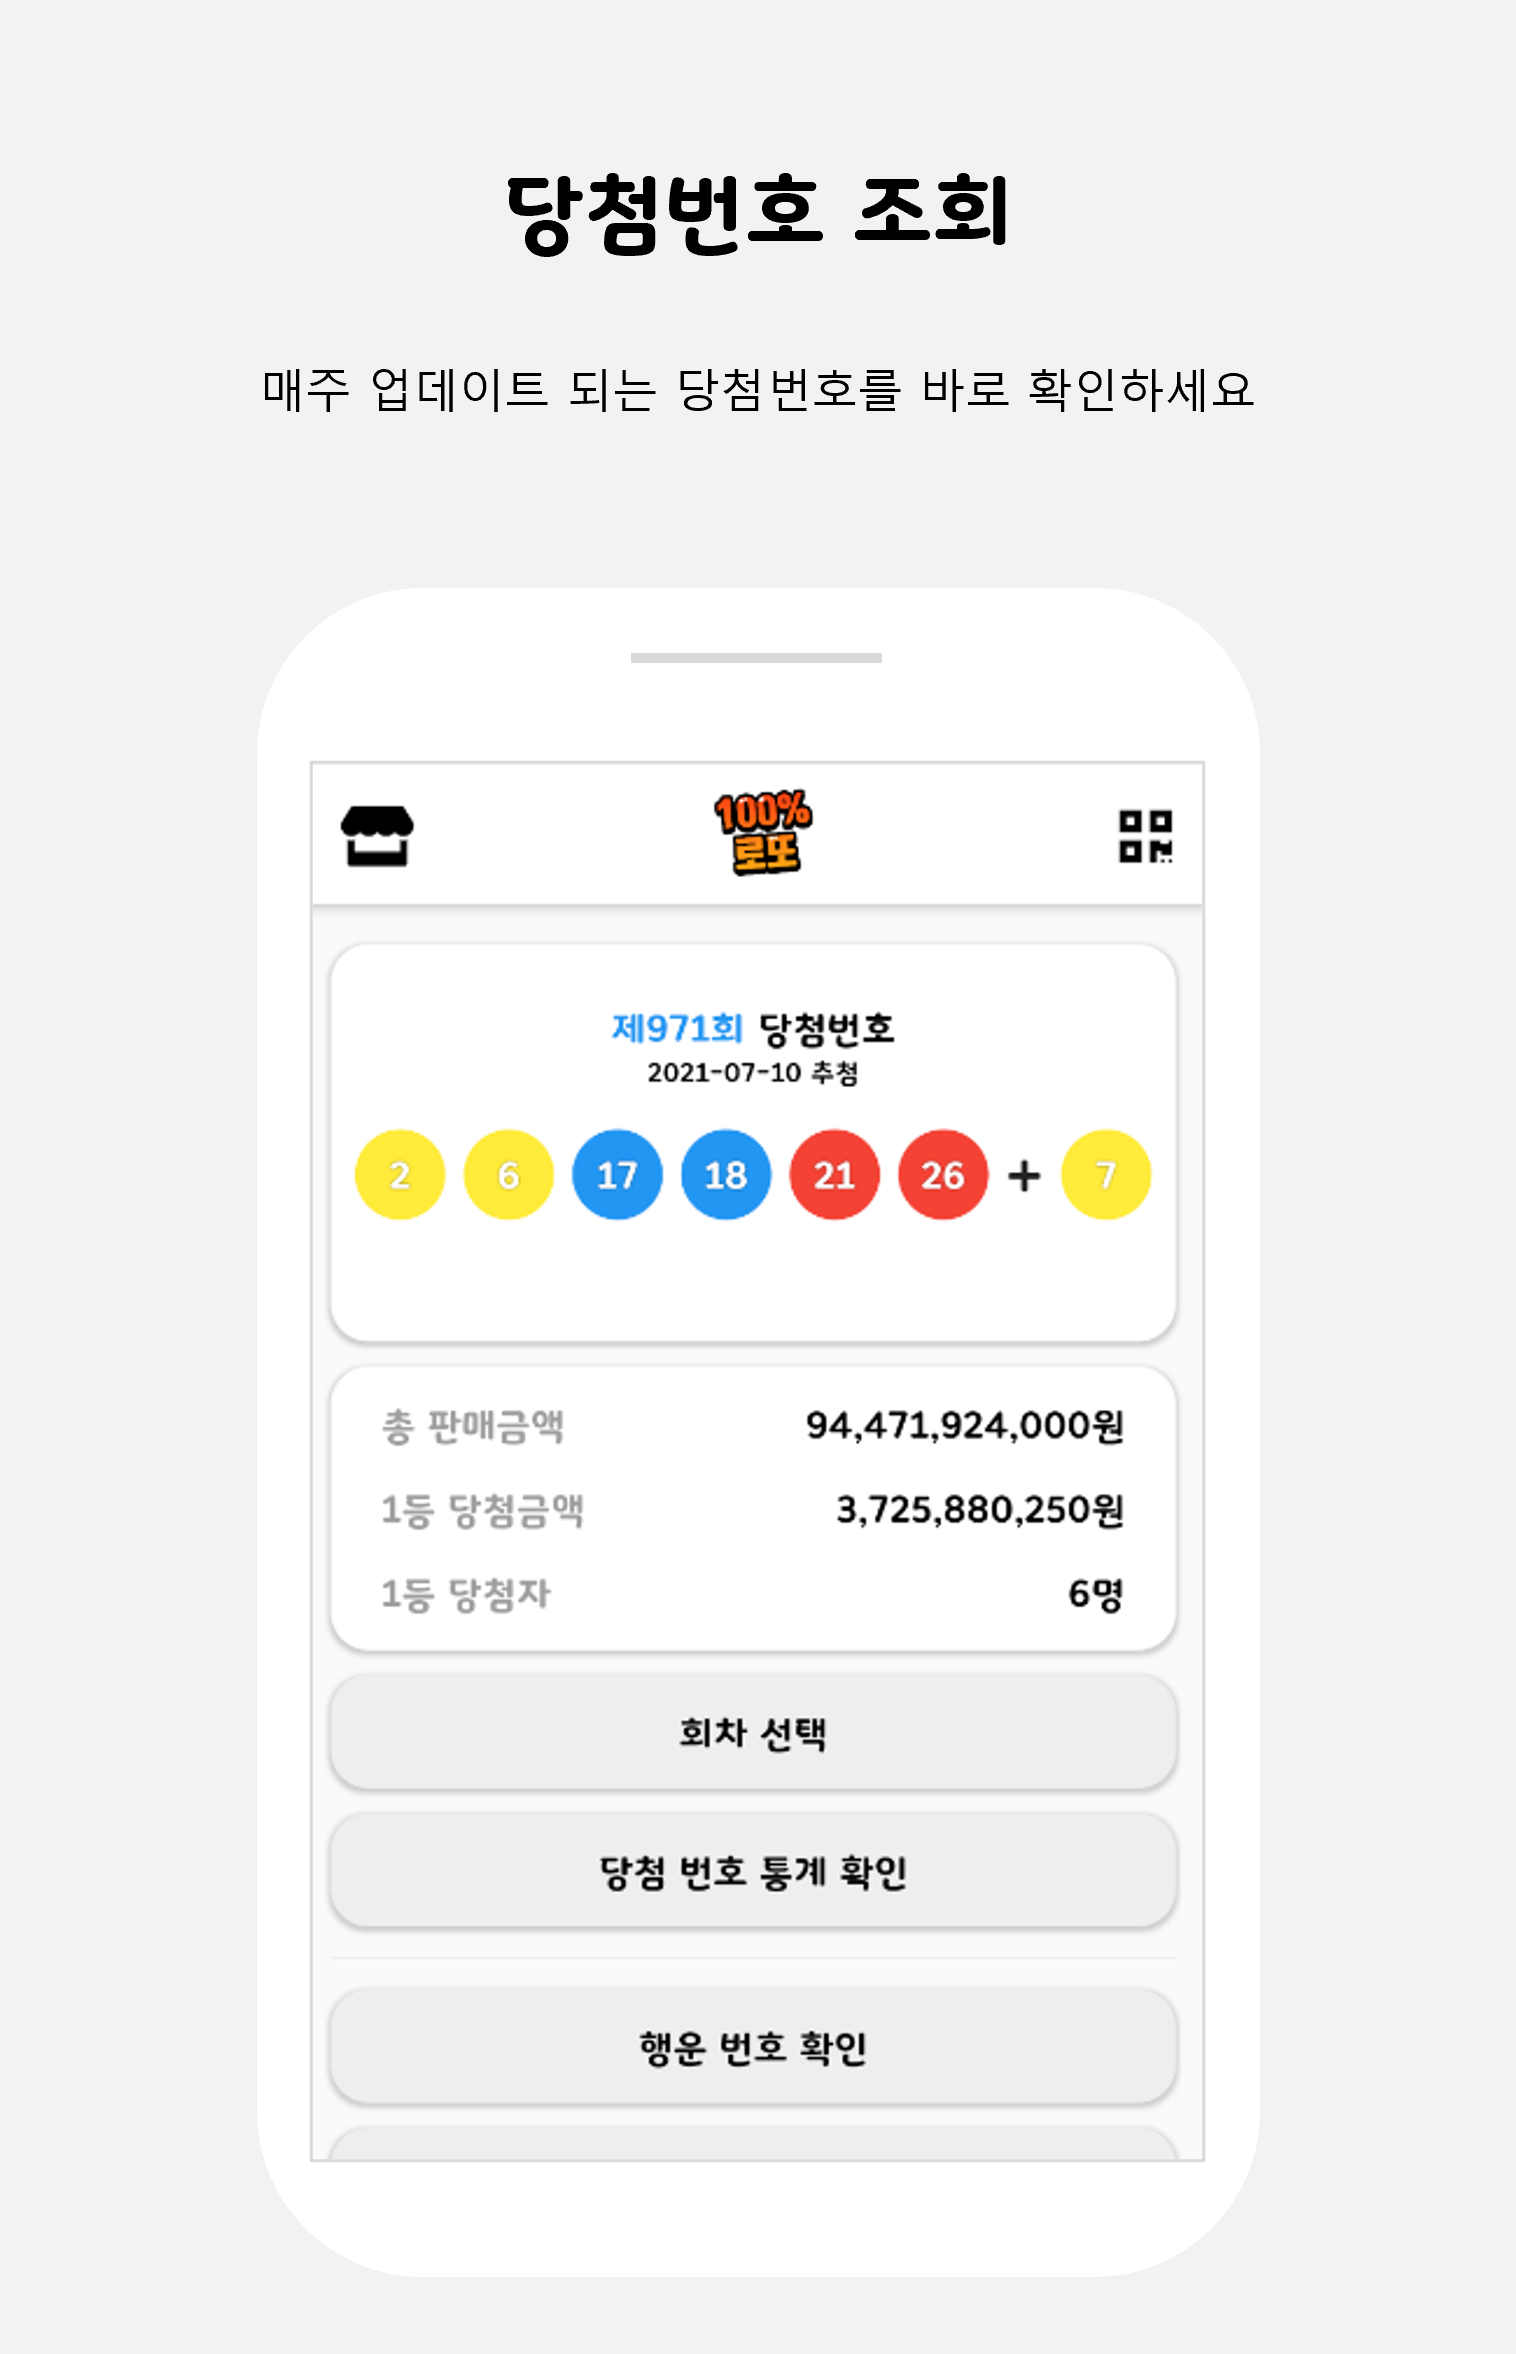 당첨번호 조회
매주 업데이트 되는 당첨번호를 바로 확인하세요
100%
로또
제971회 당첨번호
2021-07-10 추첨
2 6 17 18 21 26 + 7
총 판매금액 94,471,924,000원
1등 당첨금액 3,725,880,250원
1등 당첨자 6명
회차 선택
당첨 번호 통계 확인
행운 번호 확인